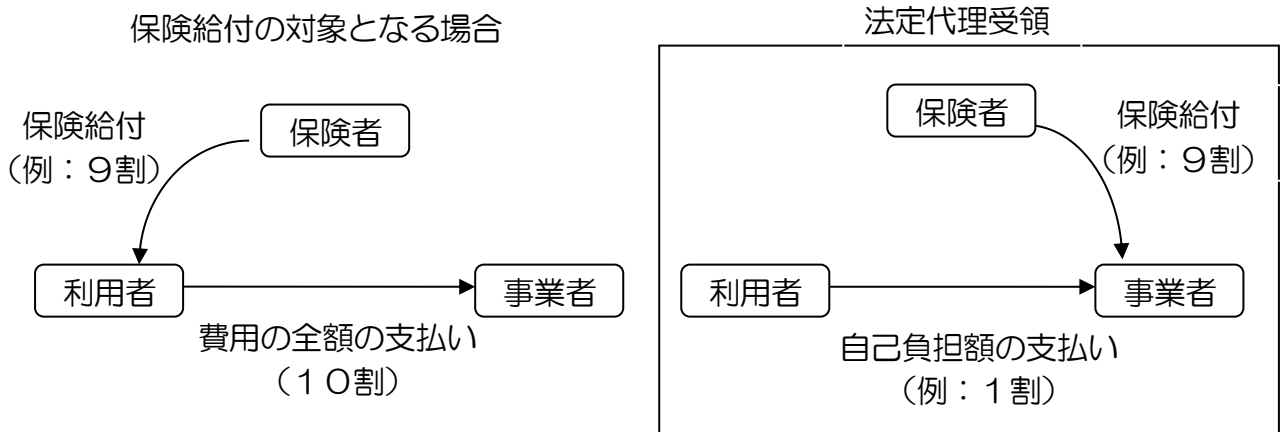 保険給付の対象となる場合
保険給付
（例：９割）
保険者
利用者
事業者
費用の全額の支払い
（１０割）
法定代理受領
保険者
保険給付
（例：９割）
利用者
事業者
自己負担額の支払い
（例：１割）